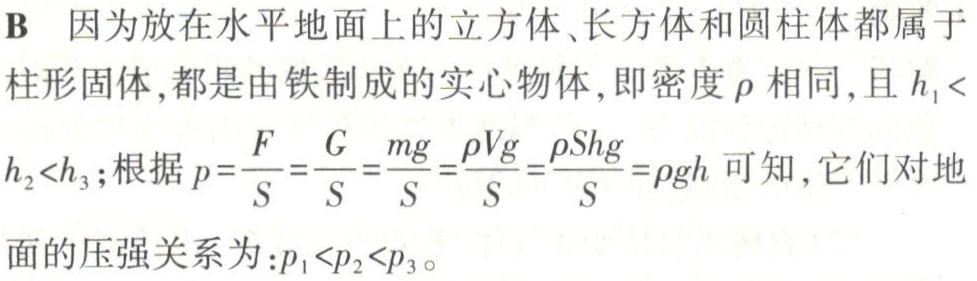 B 因为放在水平地面上的立方体、长方体和圆柱体都属于
柱形固体,都是由铁制成的实心物体,即密度 ρ 相同,且 h₁<
h₂<h₃;根据 p=F/S=G/S=mg/S=ρVg/S=ρShg/S=ρgh 可知,它们对地
面的压强关系为:p₁<p₂<p₃。